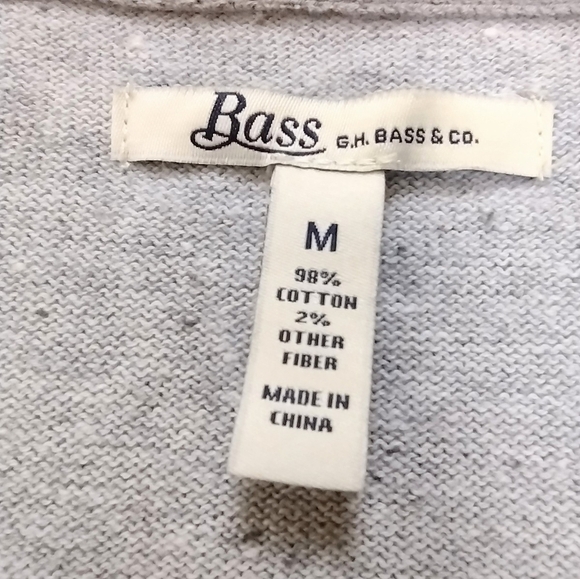 Bass G.H. BASS & CO.
M
98%
COTTON
2%
OTHER
FIBER
MADE IN
CHINA